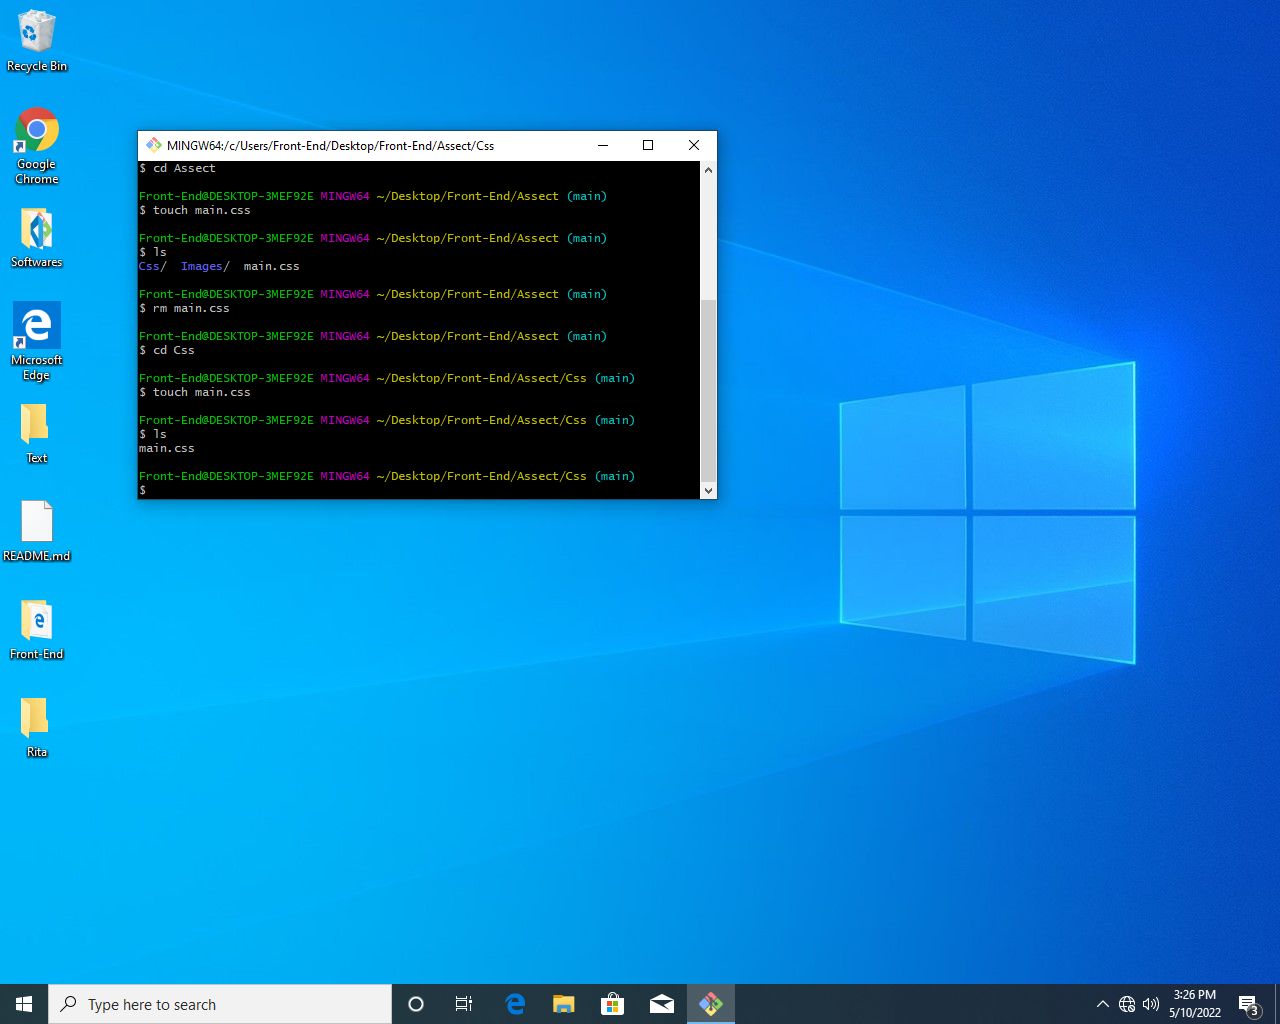 Recycle Bin
Google
Chrome
Softwares
Microsoft
Edge
Text
README.md
Front-End
Rita
MINGW64:/c/Users/Front-End/Desktop/Front-End/Assect/Css
$ cd Assect
Front-End@DESKTOP-3MEF92E MINGW64 ~/Desktop/Front-End/Assect (main)
$ touch main.css
Front-End@DESKTOP-3MEF92E MINGW64 ~/Desktop/Front-End/Assect (main)
$ ls
Css/  Images/  main.css
Front-End@DESKTOP-3MEF92E MINGW64 ~/Desktop/Front-End/Assect (main)
$ rm main.css
Front-End@DESKTOP-3MEF92E MINGW64 ~/Desktop/Front-End/Assect (main)
$ cd Css
Front-End@DESKTOP-3MEF92E MINGW64 ~/Desktop/Front-End/Assect/Css (main)
$ touch main.css
Front-End@DESKTOP-3MEF92E MINGW64 ~/Desktop/Front-End/Assect/Css (main)
$ ls
main.css
Front-End@DESKTOP-3MEF92E MINGW64 ~/Desktop/Front-End/Assect/Css (main)
$
Type here to search
3:26 PM
5/10/2022
3